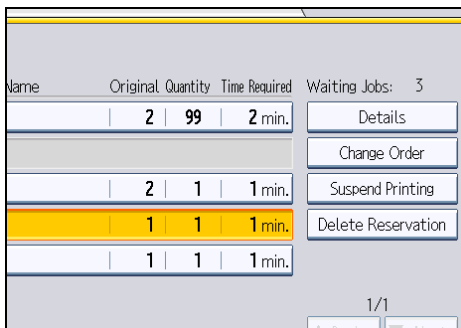 Name Original Quantity Time Required Waiting Jobs: 3
2 99 2 min. Details
Change Order
2 1 1 min. Suspend Printing
1 1 1 min. Delete Reservation
1 1 1 min.
1/1